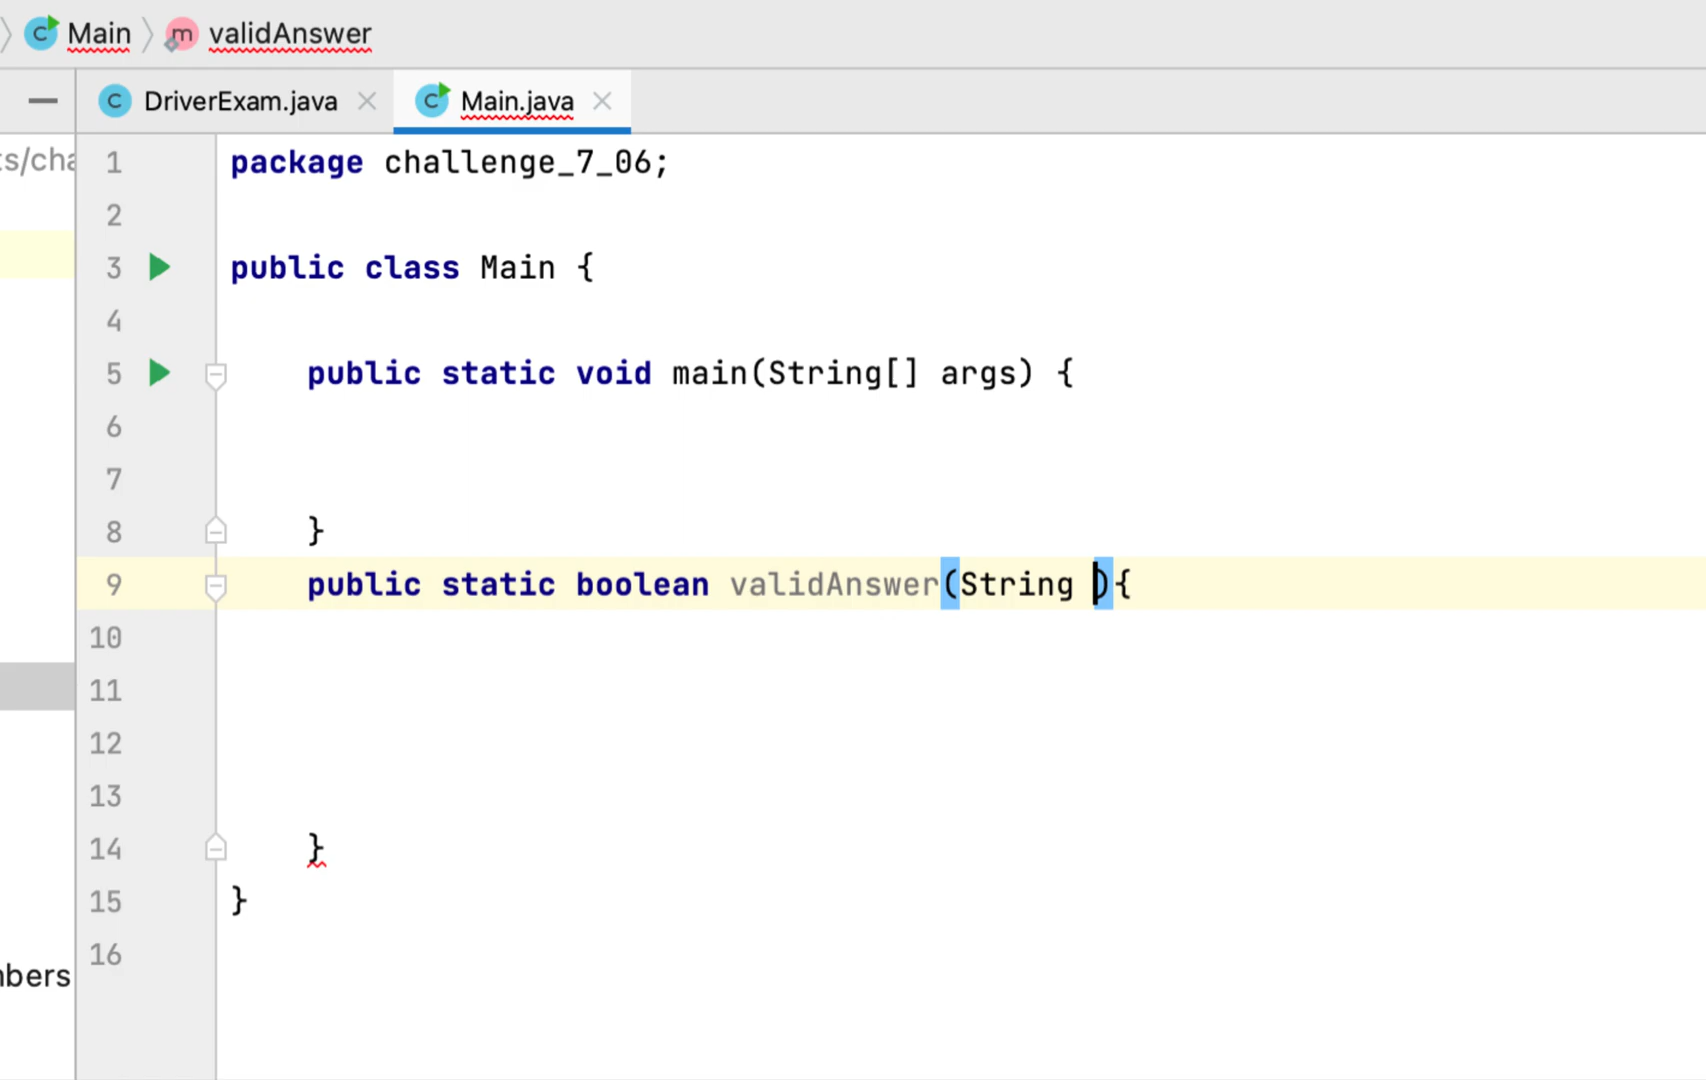 Main validAnswer
DriverExam.java Main.java
ts/cha
1 package challenge_7_06;
2
3 public class Main {
4
5 public static void main(String[] args) {
6
7
8 }
9 public static boolean validAnswer(String ){
10
11
12
13
14 }
15 }
16
nbers